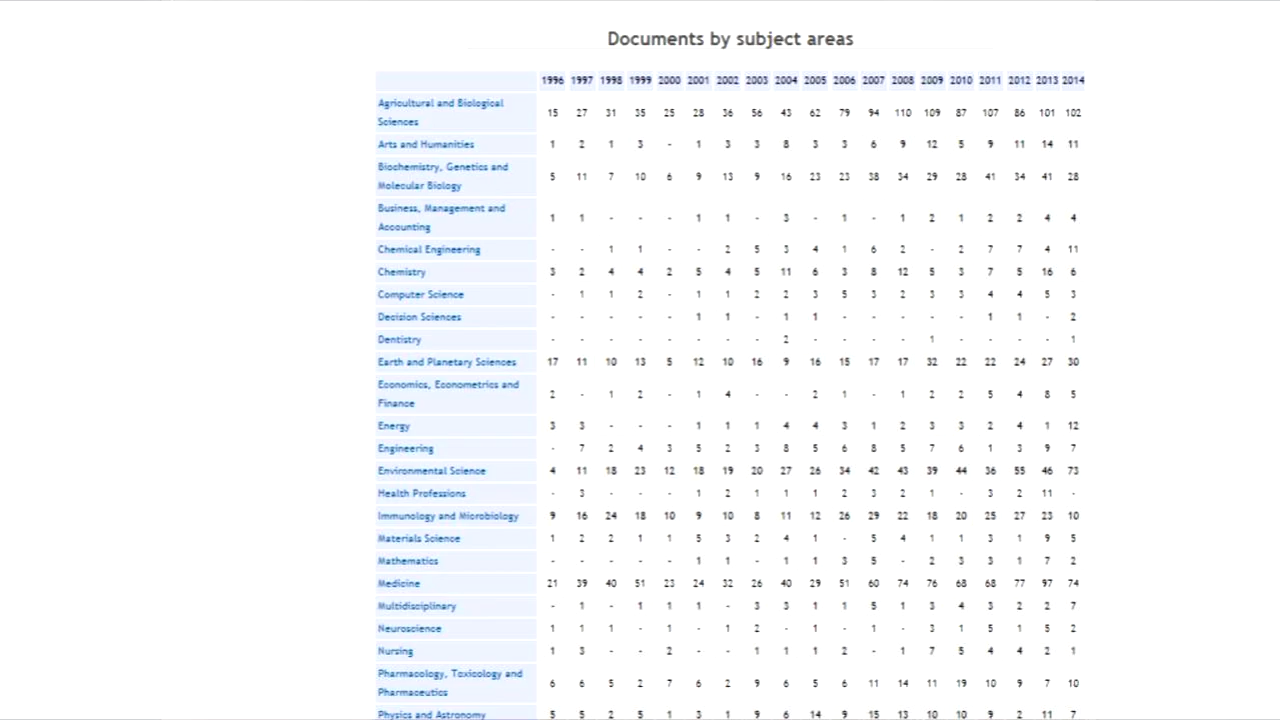 Documents by subject areas
1996 1997 1998 1999 2000 2001 2002 2003 2004 2005 2006 2007 2008 2009 2010 2011 2012 2013 2014
Agricultural and Biological
Sciences 15 27 31 35 25 28 36 56 43 62 79 94 110 109 87 107 86 101 102
Arts and Humanities 1 2 1 3 - 1 3 3 8 3 3 6 9 12 5 9 11 14 11
Biochemistry, Genetics and
Molecular Biology 5 11 7 10 6 9 13 9 16 23 23 38 34 29 28 41 34 41 28
Business, Management and
Accounting 1 1 - - - 1 1 - 3 - 1 - 1 2 1 2 2 4 4
Chemical Engineering - - 1 1 - - 2 5 3 4 1 6 2 - 2 7 7 4 11
Chemistry 3 2 4 4 2 5 4 5 11 6 3 8 12 5 3 7 5 16 6
Computer Science - 1 1 2 - 1 1 2 2 3 5 3 2 3 3 4 4 5 3
Decision Sciences - - - - - 1 1 - 1 1 - - - - - 1 1 - 2
Dentistry - - - - - - - - 2 - - - - 1 - - - - 1
Earth and Planetary Sciences 17 11 10 13 5 12 10 16 9 16 15 17 17 32 22 22 24 27 30
Economics, Econometrics and
Finance 2 - 1 2 - 1 4 - - 2 1 - 1 2 2 5 4 8 5
Energy 3 3 - - - 1 1 1 4 4 3 1 2 3 3 2 4 1 12
Engineering - 7 2 4 3 5 2 3 8 5 6 8 5 7 6 1 3 9 7
Environmental Science 4 11 18 23 12 18 19 20 27 26 34 42 43 39 44 36 55 46 73
Health Professions - 3 - - - 1 2 1 1 1 2 3 2 1 - 3 2 11 -
Immunology and Microbiology 9 16 24 18 10 9 10 8 11 12 26 29 22 18 20 25 27 23 10
Materials Science 1 2 2 1 1 5 3 2 4 1 - 5 4 1 1 3 1 9 5
Mathematics - - - - - 1 1 - 1 1 3 5 - 2 3 3 1 7 2
Medicine 21 39 40 51 23 24 32 26 40 29 51 60 74 76 68 68 77 97 74
Multidisciplinary - 1 - 1 1 1 - 3 3 1 1 5 1 3 4 3 2 2 7
Neuroscience 1 1 1 - 1 - 1 2 - 1 - 1 - 3 1 5 1 5 2
Nursing 1 3 - - 2 - - 1 1 1 2 - 1 7 5 4 4 2 1
Pharmacology, Toxicology and
Pharmaceutics 6 6 5 2 7 6 2 9 6 5 6 11 14 11 19 10 9 7 10
Physics and Astronomy 5 5 2 5 1 3 1 9 6 14 9 15 13 10 10 9 2 11 7